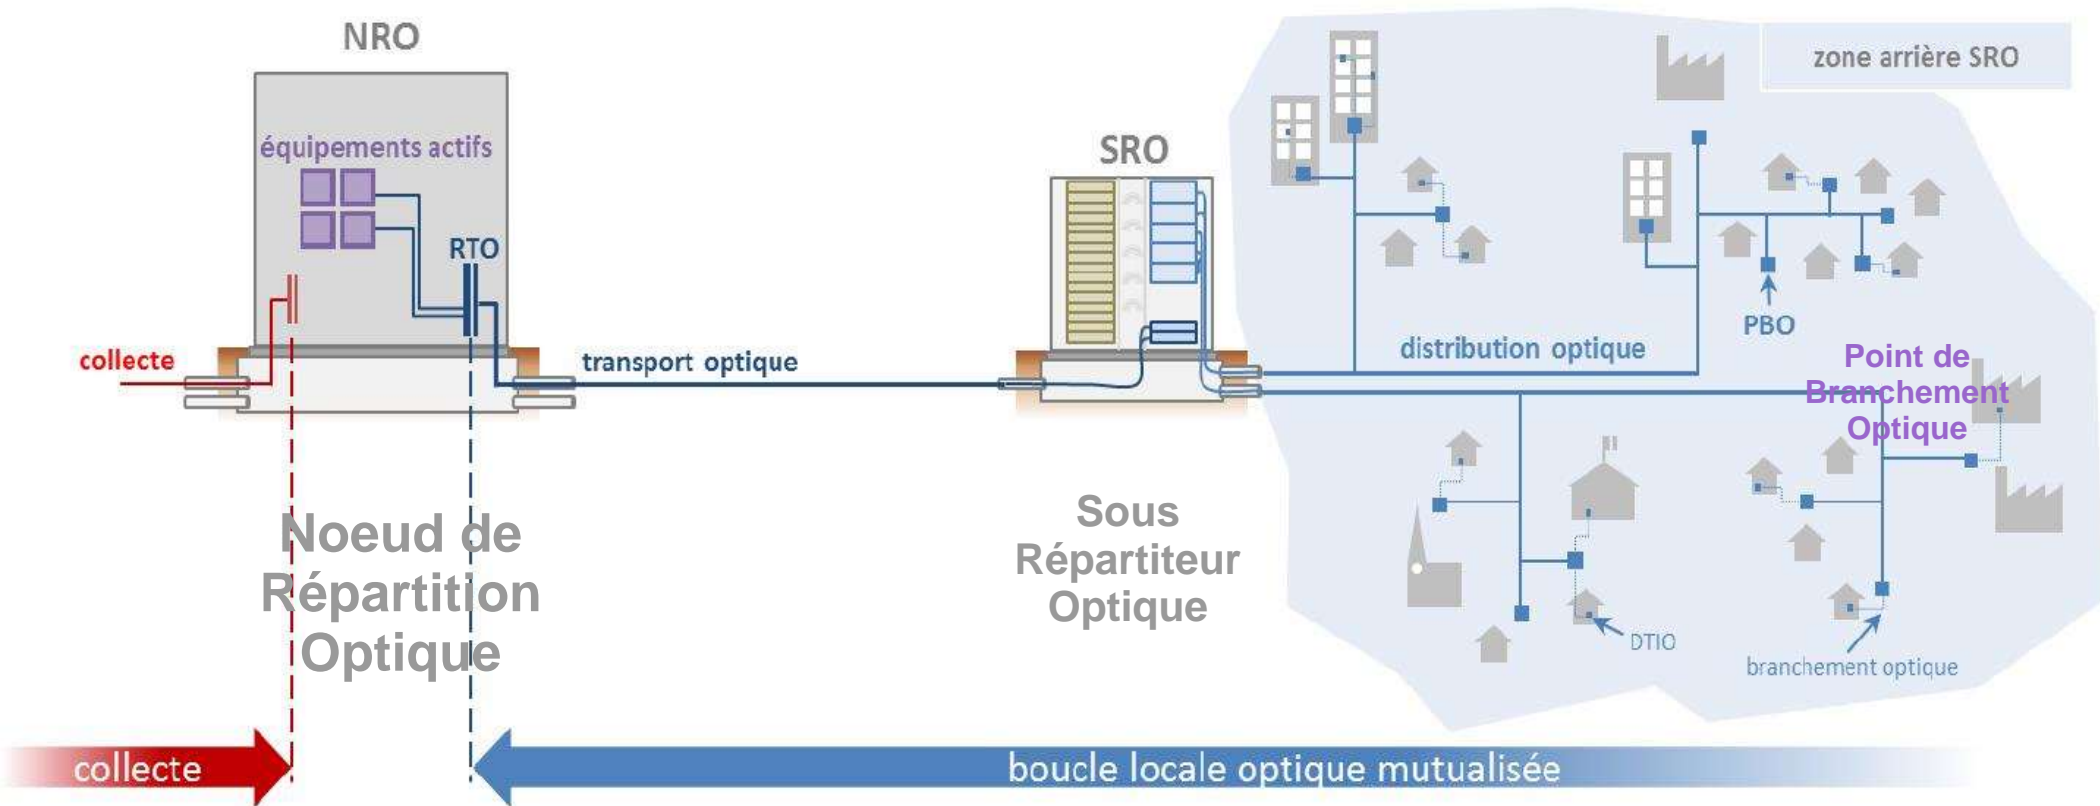 NRO
zone arrière SRO
équipements actifs
SRO
RTO
PBO
collecte
transport optique
distribution optique
Point de
Branchement
Optique
Noeud de
Répartition
Optique
Sous
Répartiteur
Optique
DTIO
branchement optique
collecte
boucle locale optique mutualisée